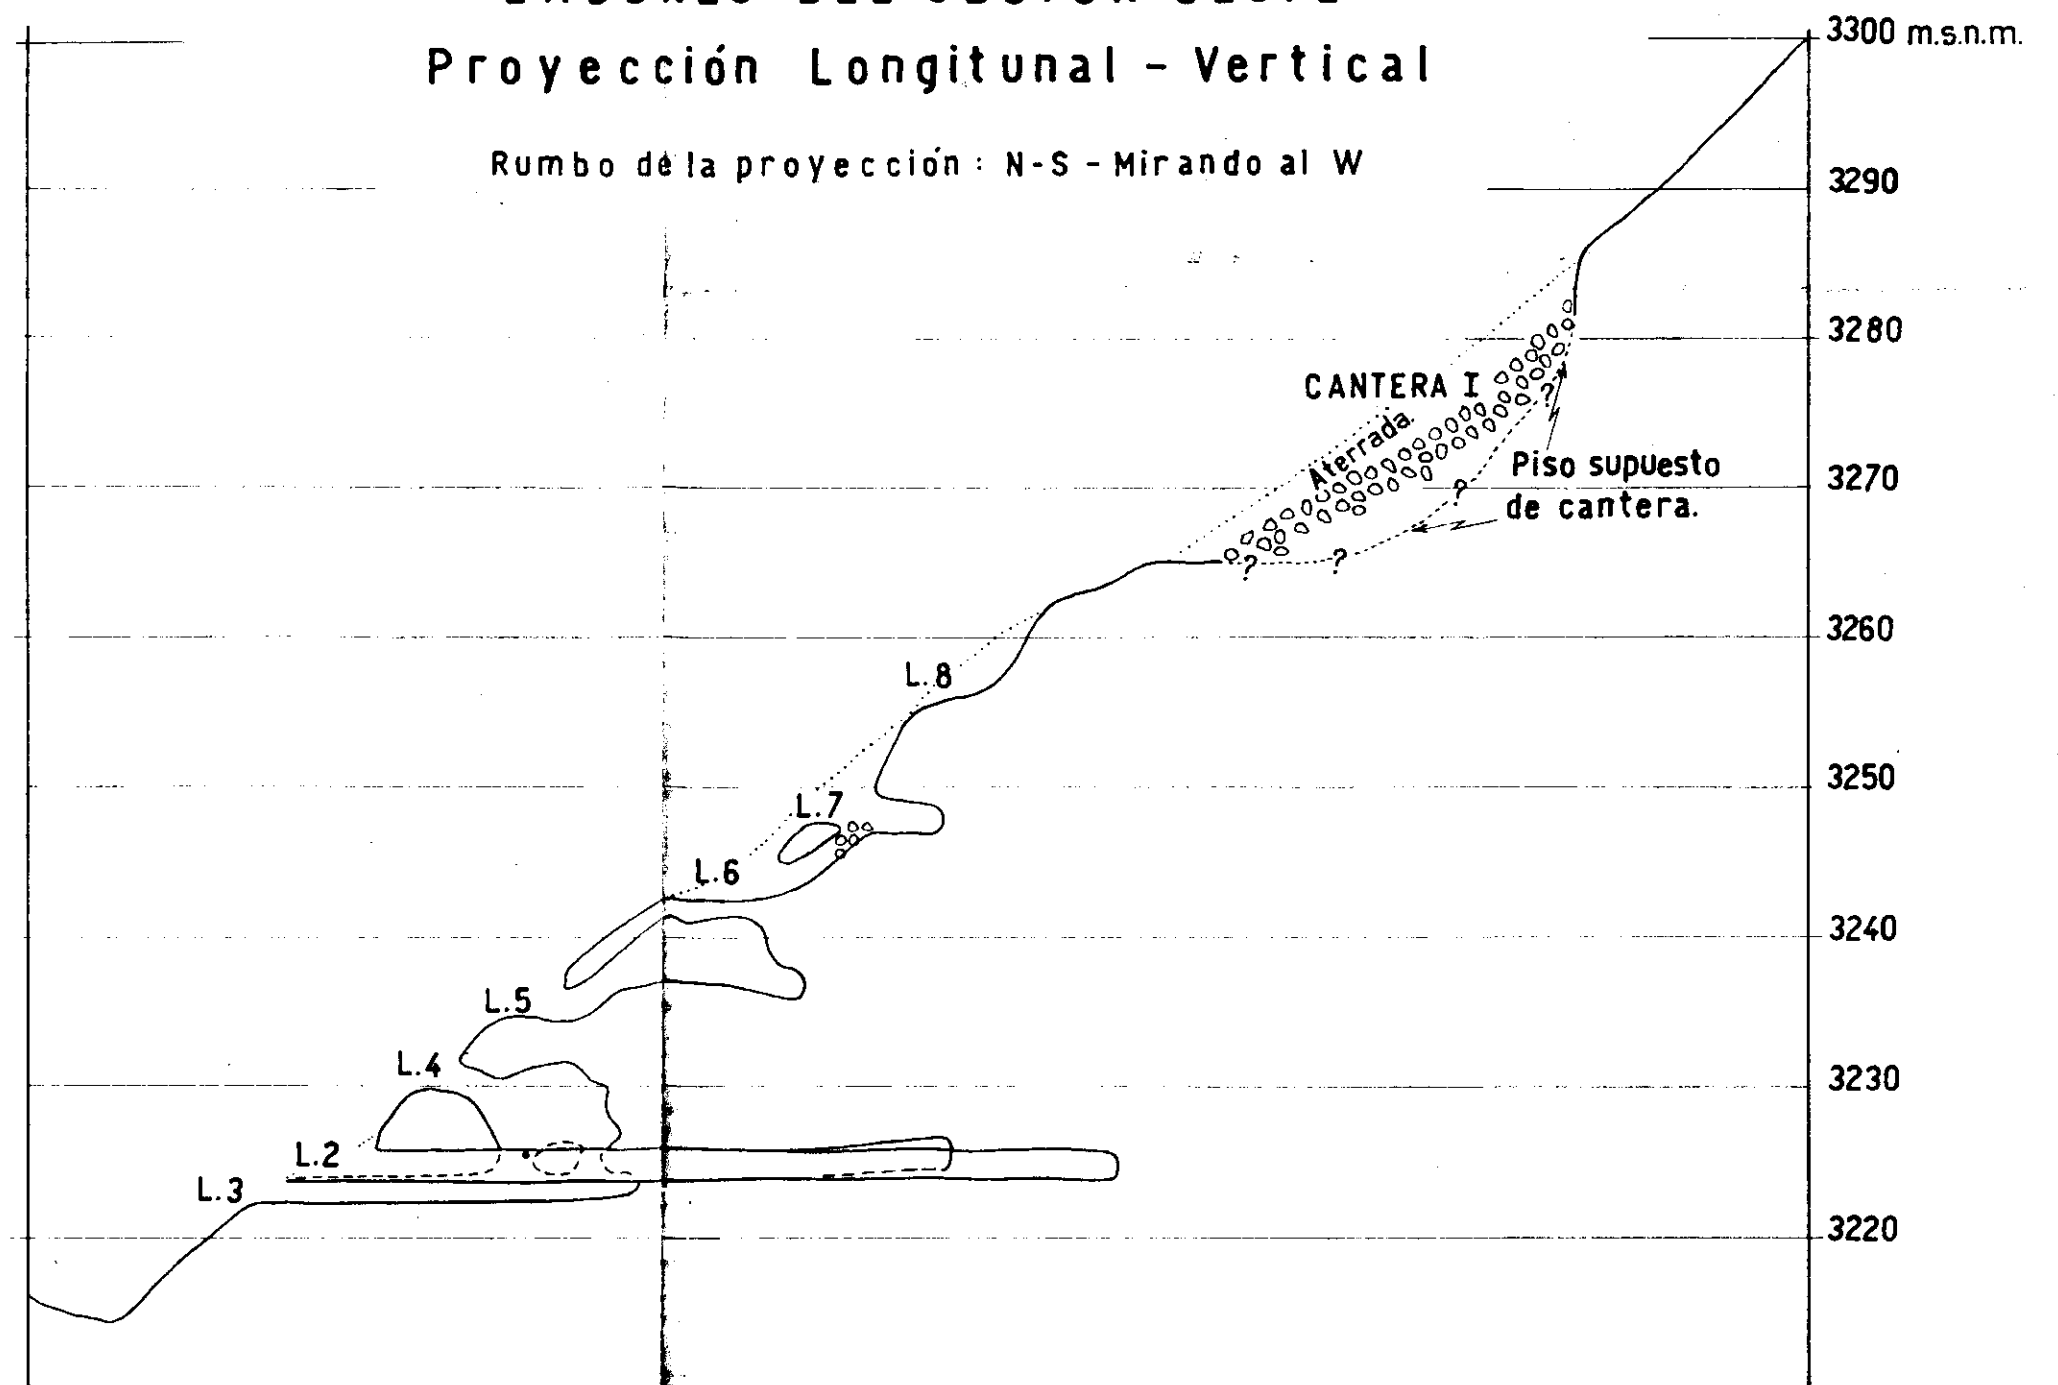 Proyección Longitunal - Vertical
Rumbo de la proyección : N-S - Mirando al W
3300 m.s.n.m.
3290
3280
CANTERA I
Aterrada.
?
Piso supuesto
de cantera.
3270
?
?
?
3260
L.8
3250
L.7
L.6
3240
L.5
L.4
3230
L.2
L.3
3220